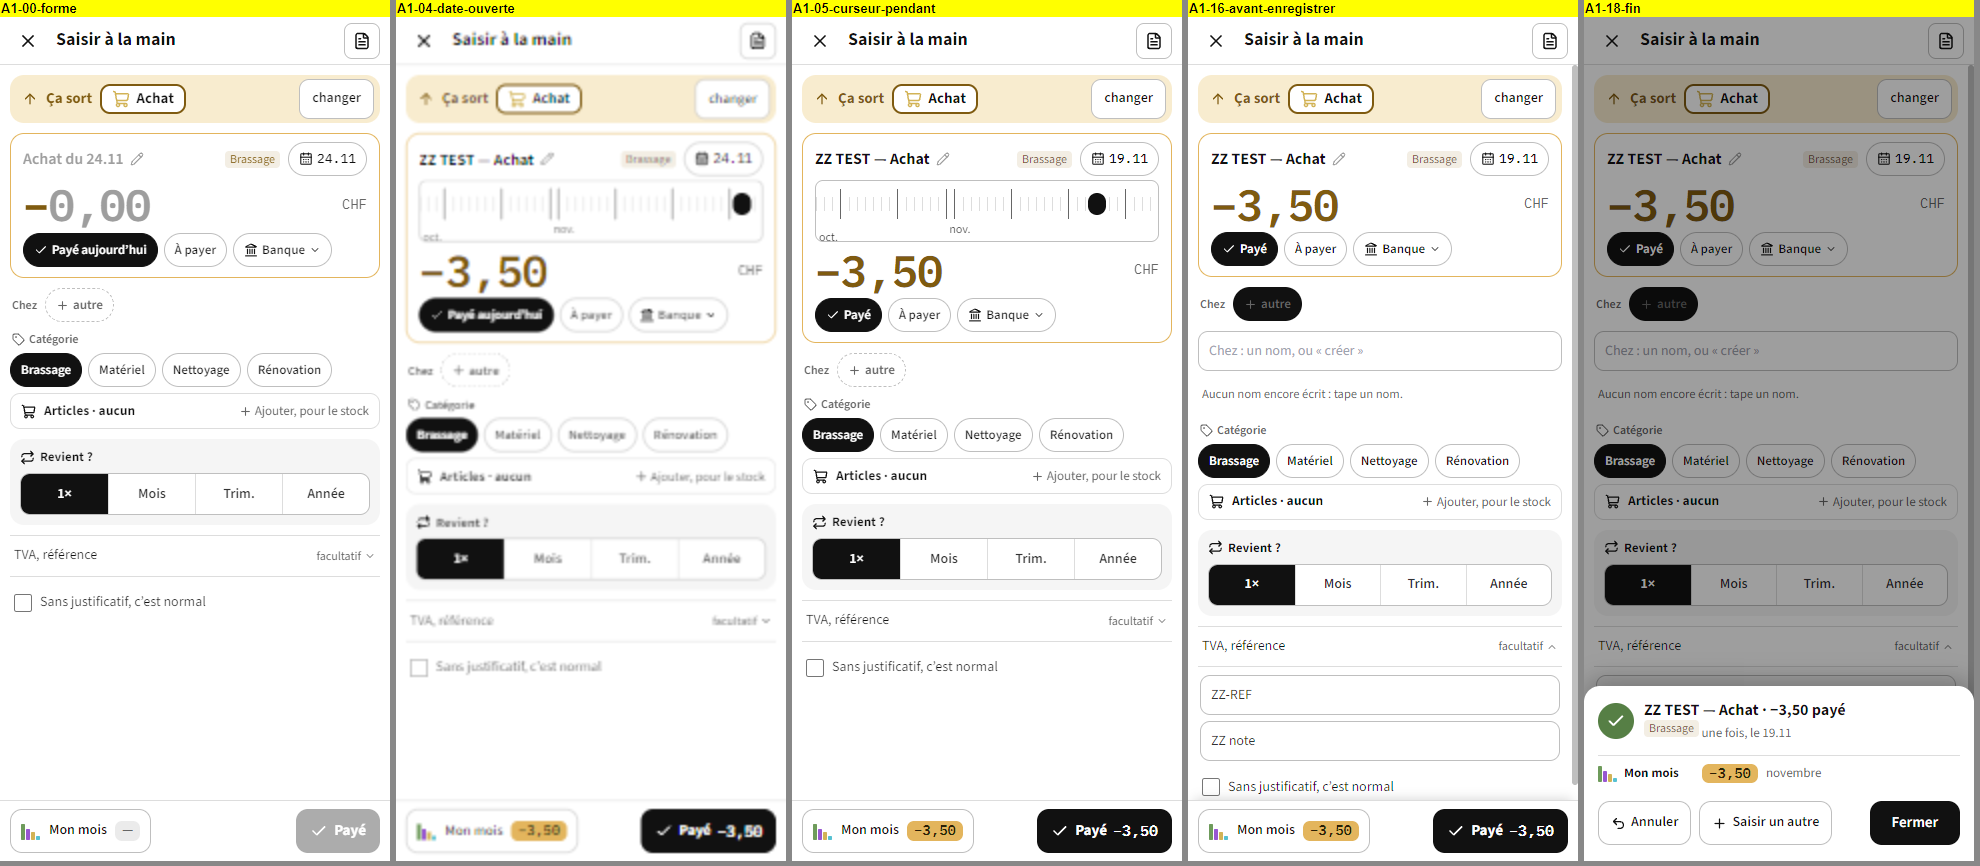 A1-00-forme
Saisir à la main
Ça sort Achat changer
Achat du 24.11 Brassage 24.11
−0,00 CHF
Payé aujourd'hui À payer Banque
Chez + autre
Catégorie
Brassage Matériel Nettoyage Rénovation
Articles · aucun + Ajouter, pour le stock
Revient ?
1× Mois Trim. Année
TVA, référence facultatif
Sans justificatif, c'est normal
Mon mois — Payé
A1-04-date-ouverte
Saisir à la main
Ça sort Achat changer
ZZ TEST — Achat Brassage 24.11
oct. nov.
−3,50 CHF
Payé aujourd'hui À payer Banque
Chez + autre
Catégorie
Brassage Matériel Nettoyage Rénovation
Articles · aucun + Ajouter, pour le stock
Revient ?
1× Mois Trim. Année
TVA, référence facultatif
Sans justificatif, c'est normal
Mon mois −3,50 Payé −3,50
A1-05-curseur-pendant
Saisir à la main
Ça sort Achat changer
ZZ TEST — Achat Brassage 19.11
oct. nov.
−3,50 CHF
Payé À payer Banque
Chez + autre
Catégorie
Brassage Matériel Nettoyage Rénovation
Articles · aucun + Ajouter, pour le stock
Revient ?
1× Mois Trim. Année
TVA, référence facultatif
Sans justificatif, c'est normal
Mon mois −3,50 Payé −3,50
A1-16-avant-enregistrer
Saisir à la main
Ça sort Achat changer
ZZ TEST — Achat Brassage 19.11
−3,50 CHF
Payé À payer Banque
Chez + autre
Chez : un nom, ou « créer »
Aucun nom encore écrit : tape un nom.
Catégorie
Brassage Matériel Nettoyage Rénovation
Articles · aucun + Ajouter, pour le stock
Revient ?
1× Mois Trim. Année
TVA, référence facultatif
ZZ-REF
ZZ note
Sans justificatif, c'est normal
Mon mois −3,50 Payé −3,50
A1-18-fin
Saisir à la main
Ça sort Achat changer
ZZ TEST — Achat Brassage 19.11
−3,50 CHF
Payé À payer Banque
Chez + autre
Chez : un nom, ou « créer »
Aucun nom encore écrit : tape un nom.
Catégorie
Brassage Matériel Nettoyage Rénovation
Articles · aucun + Ajouter, pour le stock
Revient ?
1× Mois Trim. Année
TVA, référence facultatif
ZZ TEST — Achat · −3,50 payé
Brassage une fois, le 19.11
Mon mois −3,50 novembre
Annuler + Saisir un autre Fermer